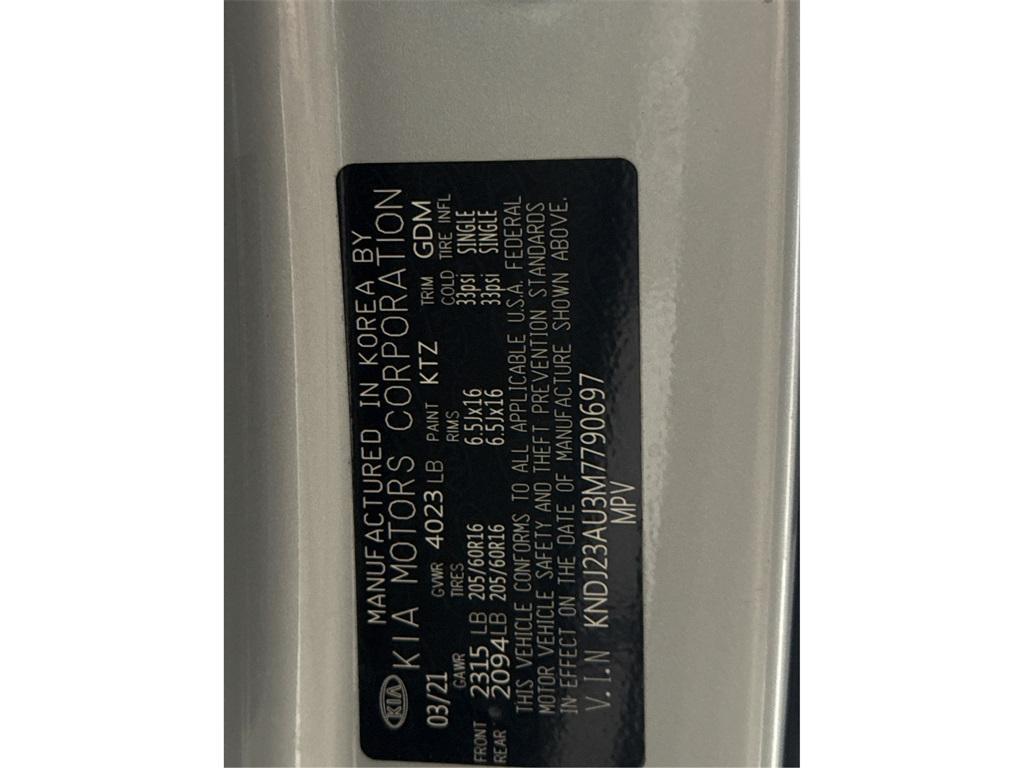 KIA
MANUFACTURED IN KOREA BY
KIA MOTORS CORPORATION
03/21 GVWR 4023 LB PAINT KTZ TRIM GDM
GAWR TIRES RIMS COLD TIRE INFL
FRONT 2315 LB 205/60R16 6.5Jx16 33psi SINGLE
REAR 2094 LB 205/60R16 6.5Jx16 33psi SINGLE
THIS VEHICLE CONFORMS TO ALL APPLICABLE U.S.A. FEDERAL
MOTOR VEHICLE SAFETY AND THEFT PREVENTION STANDARDS
IN EFFECT ON THE DATE OF MANUFACTURE SHOWN ABOVE.
V.I.N KNDJ23AU3M7790697
MPV